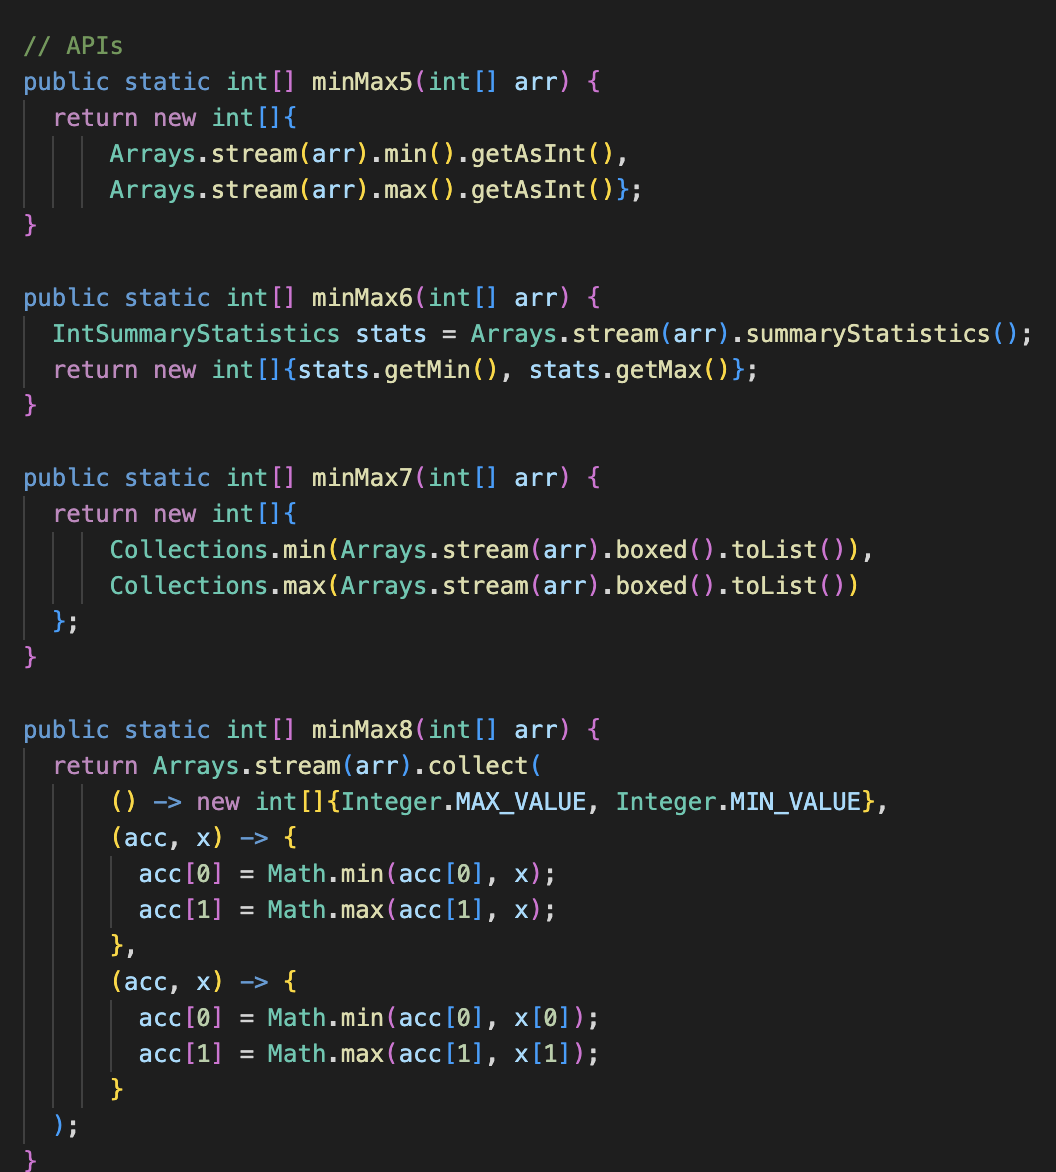 // APIs
public static int[] minMax5(int[] arr) {
  return new int[]{
      Arrays.stream(arr).min().getAsInt(),
      Arrays.stream(arr).max().getAsInt()};
}

public static int[] minMax6(int[] arr) {
  IntSummaryStatistics stats = Arrays.stream(arr).summaryStatistics();
  return new int[]{stats.getMin(), stats.getMax()};
}

public static int[] minMax7(int[] arr) {
  return new int[]{
      Collections.min(Arrays.stream(arr).boxed().toList()),
      Collections.max(Arrays.stream(arr).boxed().toList())
  };
}

public static int[] minMax8(int[] arr) {
  return Arrays.stream(arr).collect(
      () -> new int[]{Integer.MAX_VALUE, Integer.MIN_VALUE},
      (acc, x) -> {
        acc[0] = Math.min(acc[0], x);
        acc[1] = Math.max(acc[1], x);
      },
      (acc, x) -> {
        acc[0] = Math.min(acc[0], x[0]);
        acc[1] = Math.max(acc[1], x[1]);
      }
  );
}